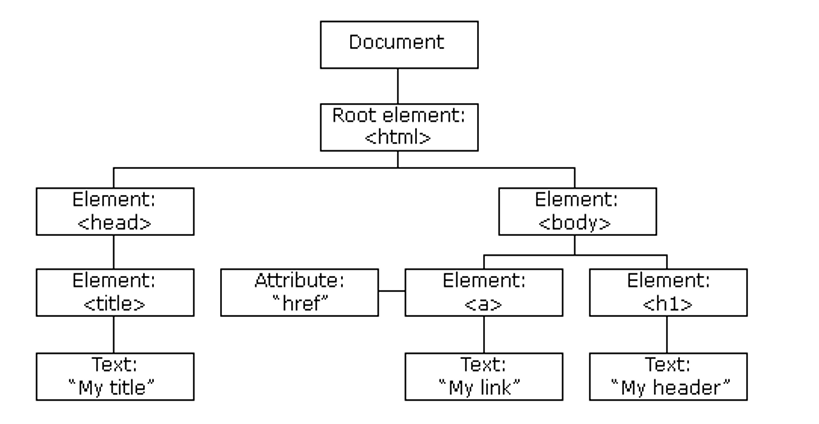 Document
Root element:
<html>
Element:
<head>
Element:
<body>
Element:
<title>
Attribute:
“href”
Element:
<a>
Element:
<h1>
Text:
“My title”
Text:
“My link”
Text:
“My header”